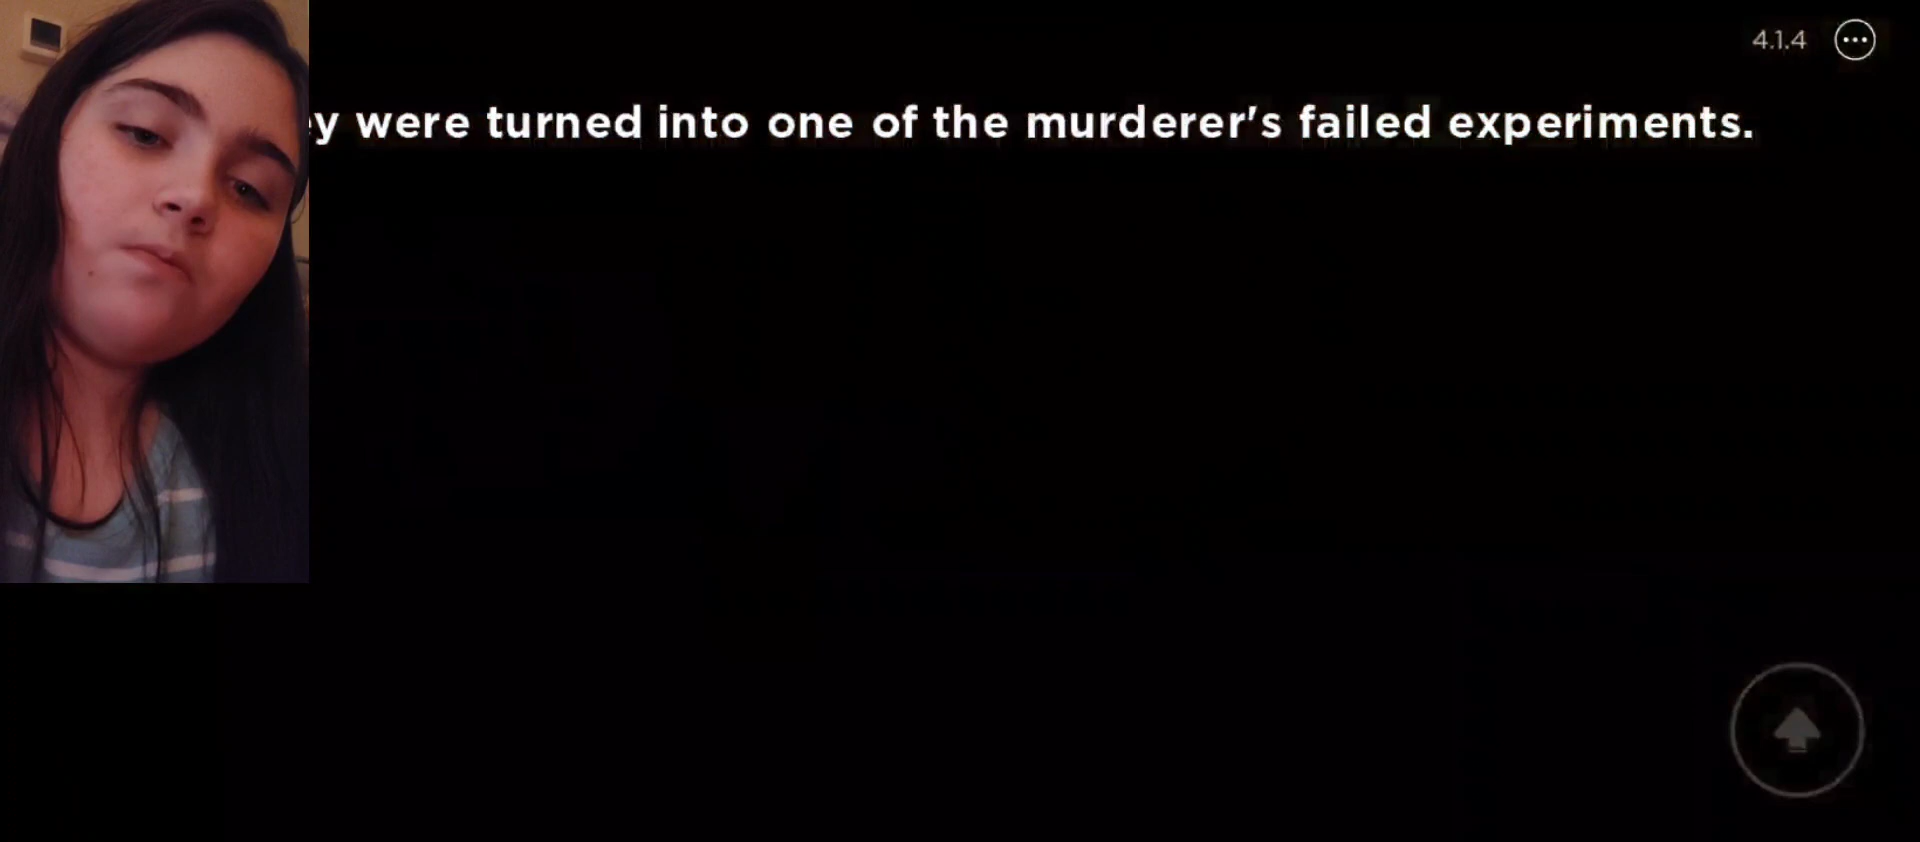 4.1.4
were turned into one of the murderer's failed experiments.